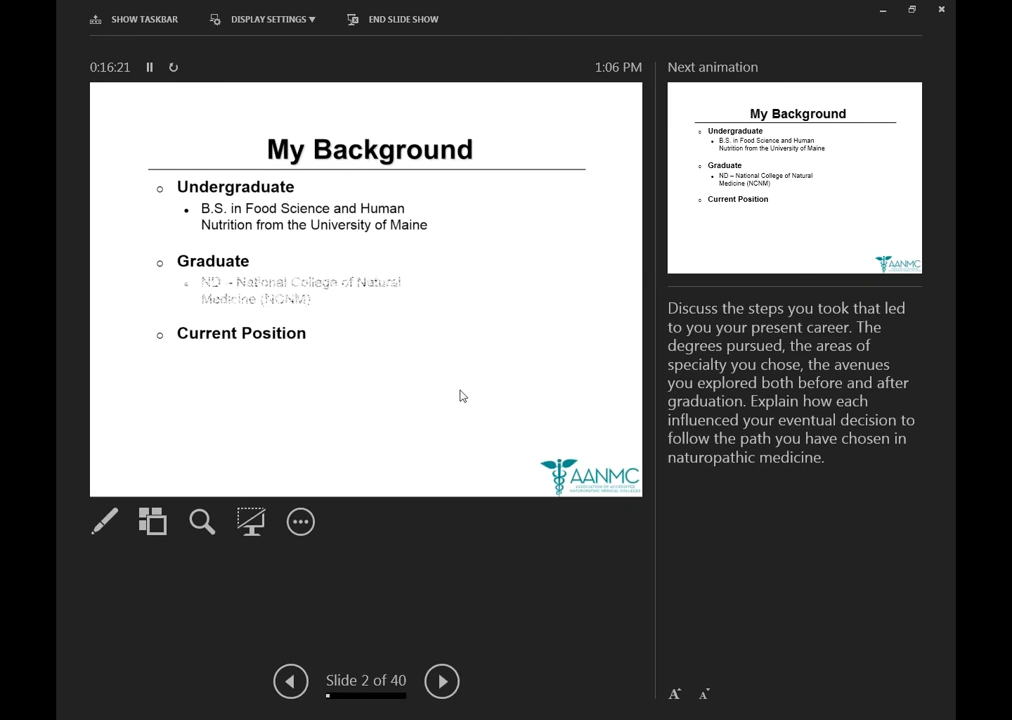 SHOW TASKBAR DISPLAY SETTINGS ▼ END SLIDE SHOW
0:16:21 1:06 PM
My Background
o Undergraduate
• B.S. in Food Science and Human
Nutrition from the University of Maine
o Graduate
ND - National College of Natural
Medicine (NCNM)
o Current Position
AANMC
ASSOCIATION OF ACCREDITED
NATUROPATHIC MEDICAL COLLEGES
Slide 2 of 40
Next animation
My Background
o Undergraduate
• B.S. in Food Science and Human
Nutrition from the University of Maine
o Graduate
• ND – National College of Natural
Medicine (NCNM)
o Current Position
AANMC
Discuss the steps you took that led
to you your present career. The
degrees pursued, the areas of
specialty you chose, the avenues
you explored both before and after
graduation. Explain how each
influenced your eventual decision to
follow the path you have chosen in
naturopathic medicine.
A A